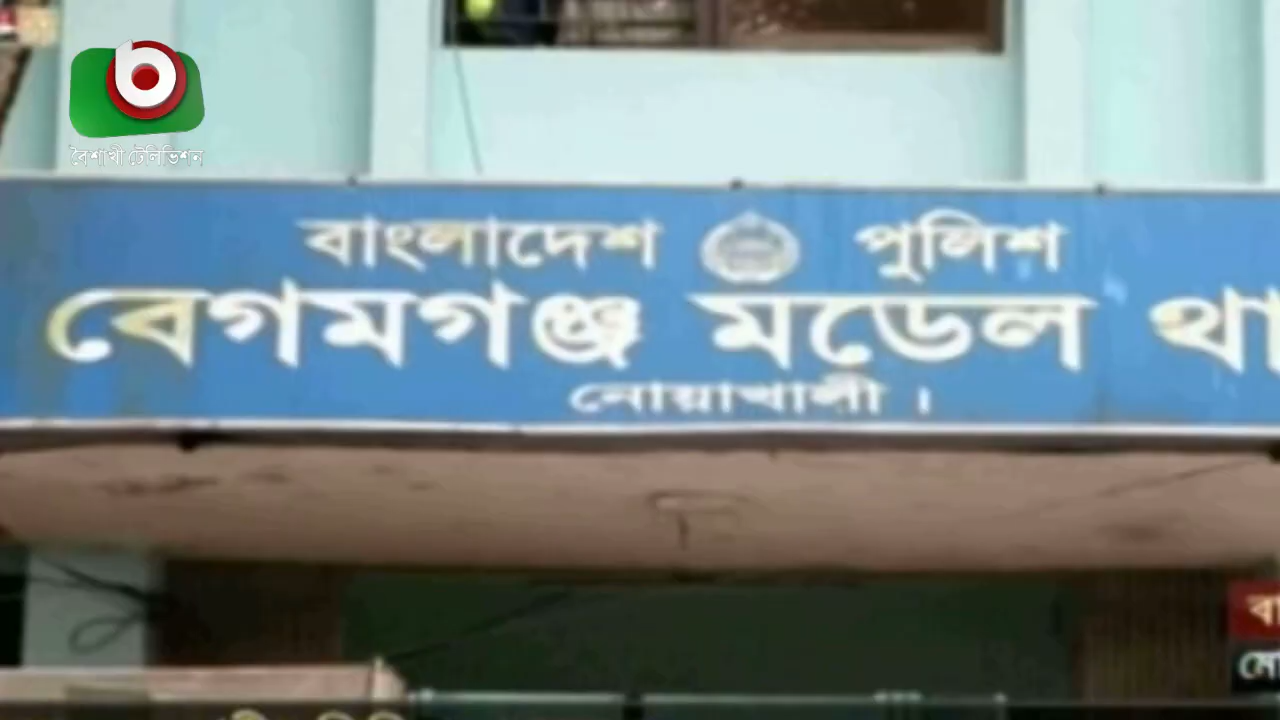 বৈশাখী টেলিভিশন
বাংলাদেশ পুলিশ
বেগমগঞ্জ মডেল থা
নোয়াখালী।